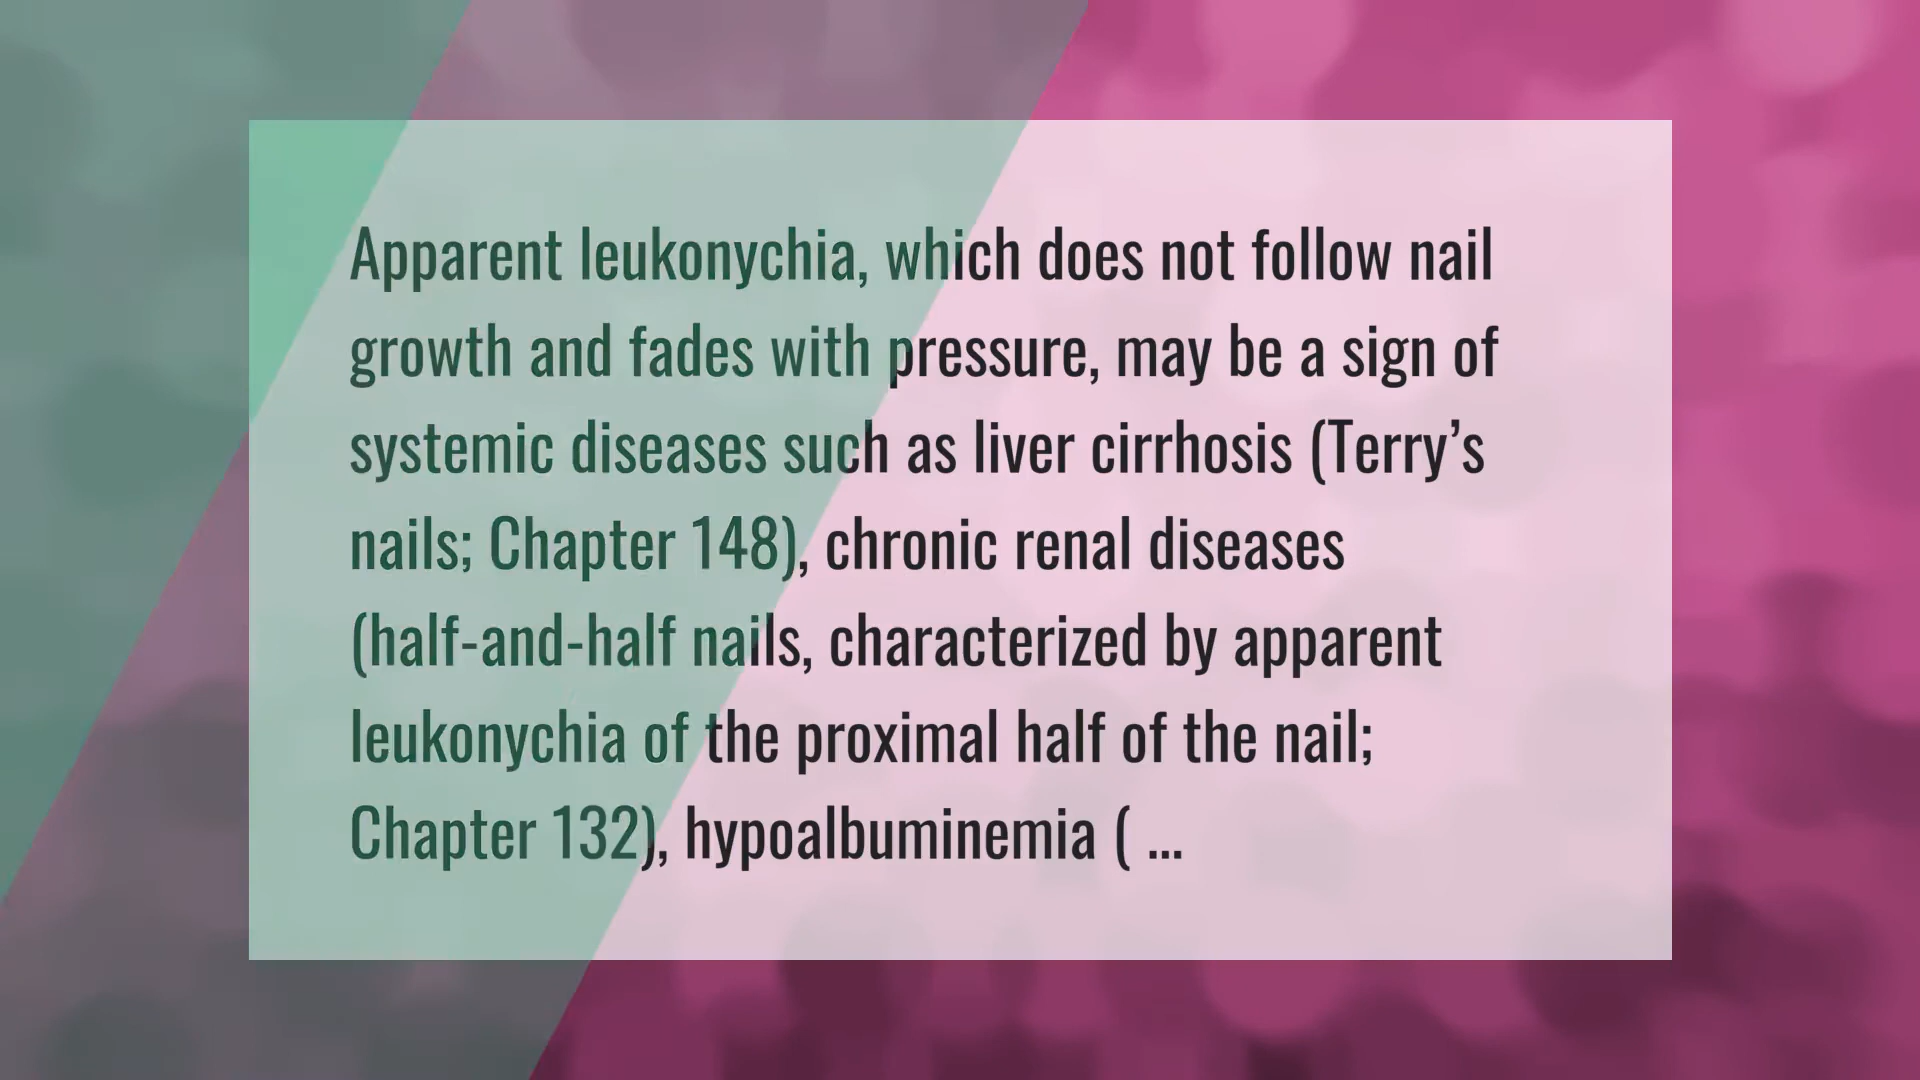 Apparent leukonychia, which does not follow nail
growth and fades with pressure, may be a sign of
systemic diseases such as liver cirrhosis (Terry’s
nails; Chapter 148), chronic renal diseases
(half-and-half nails, characterized by apparent
leukonychia of the proximal half of the nail;
Chapter 132), hypoalbuminemia ( ...